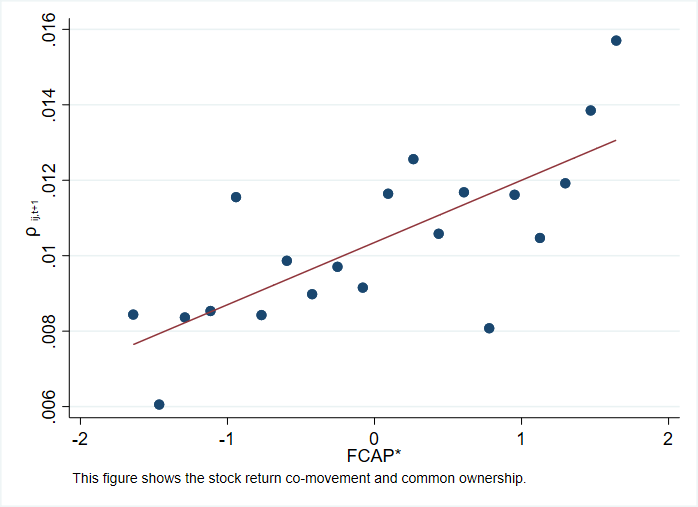 .016
.014
.012
.01
.008
.006
ρ ij,t+1
-2 -1 0 1 2
FCAP*
This figure shows the stock return co-movement and common ownership.